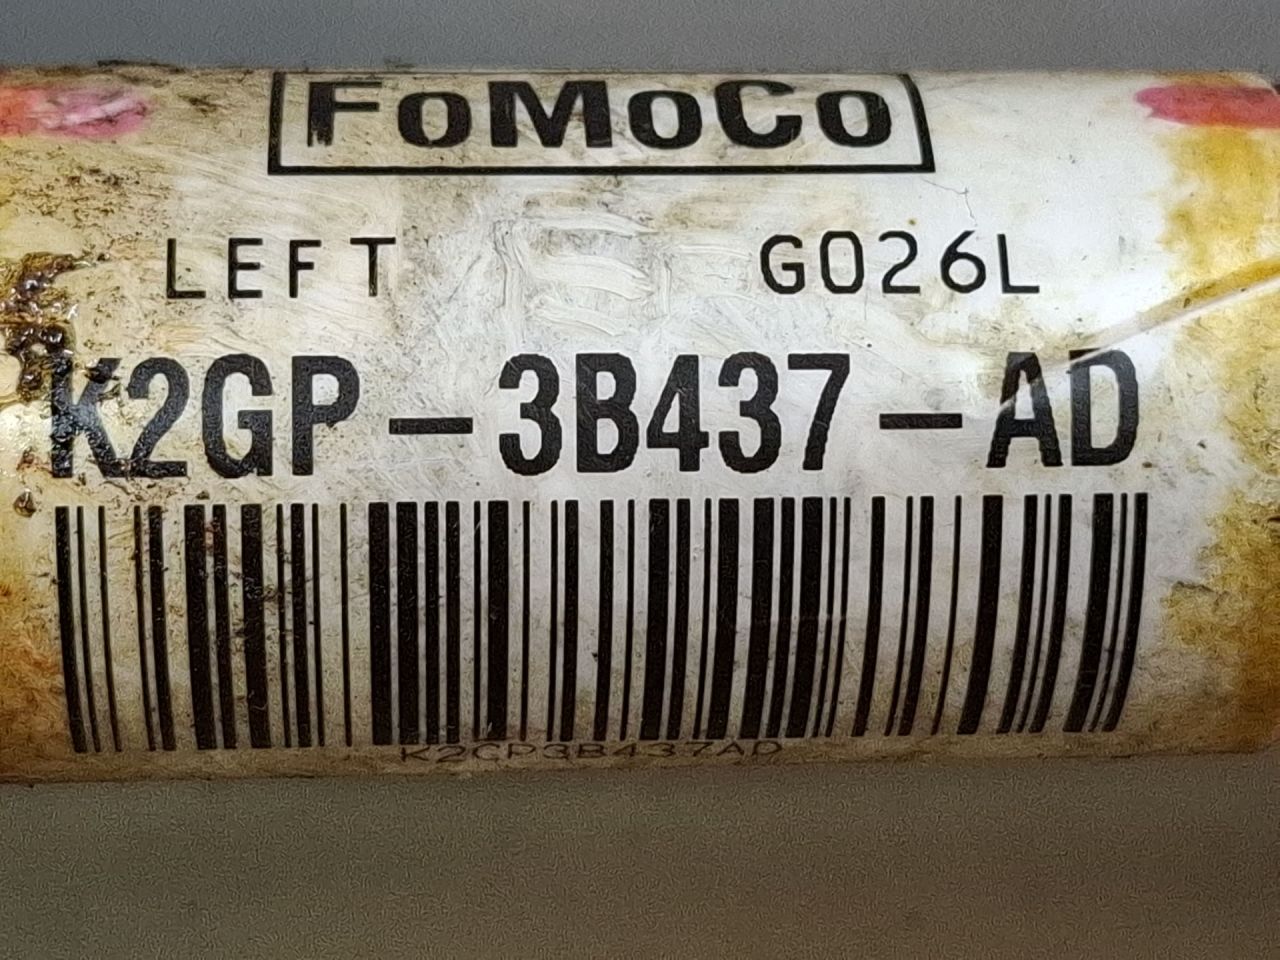 FoMoCo
LEFT G026L
K2GP-3B437-AD
K2GP3B437AD